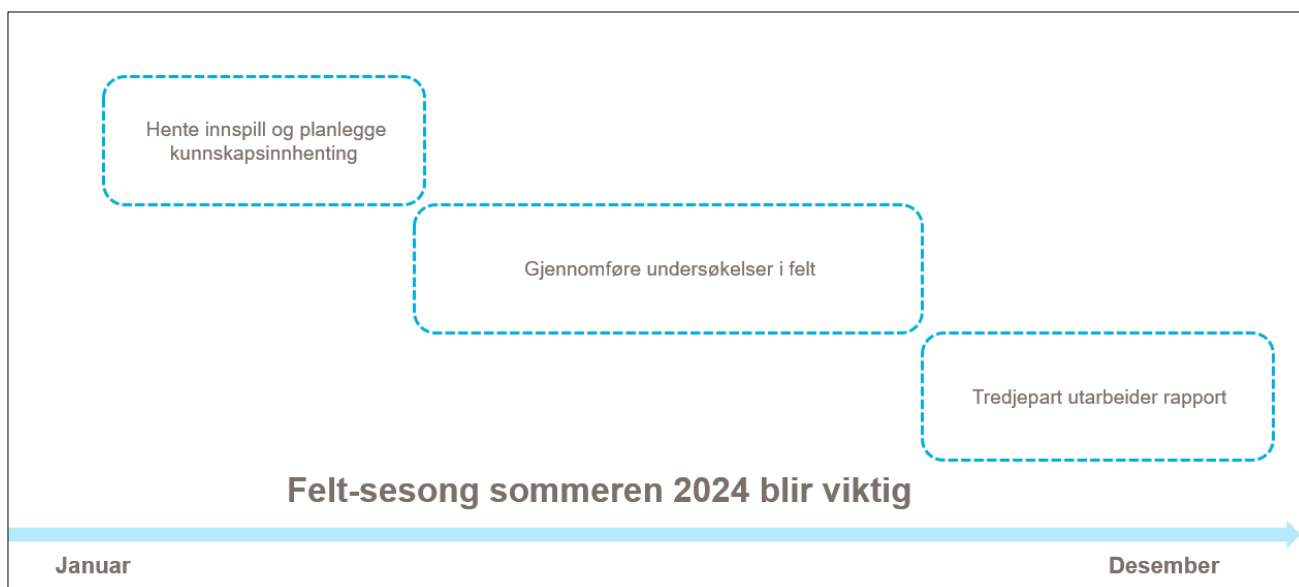 Hente innspill og planlegge
kunnskapsinnhenting
Gjennomføre undersøkelser i felt
Tredjepart utarbeider rapport
Felt-sesong sommeren 2024 blir viktig
Januar
Desember